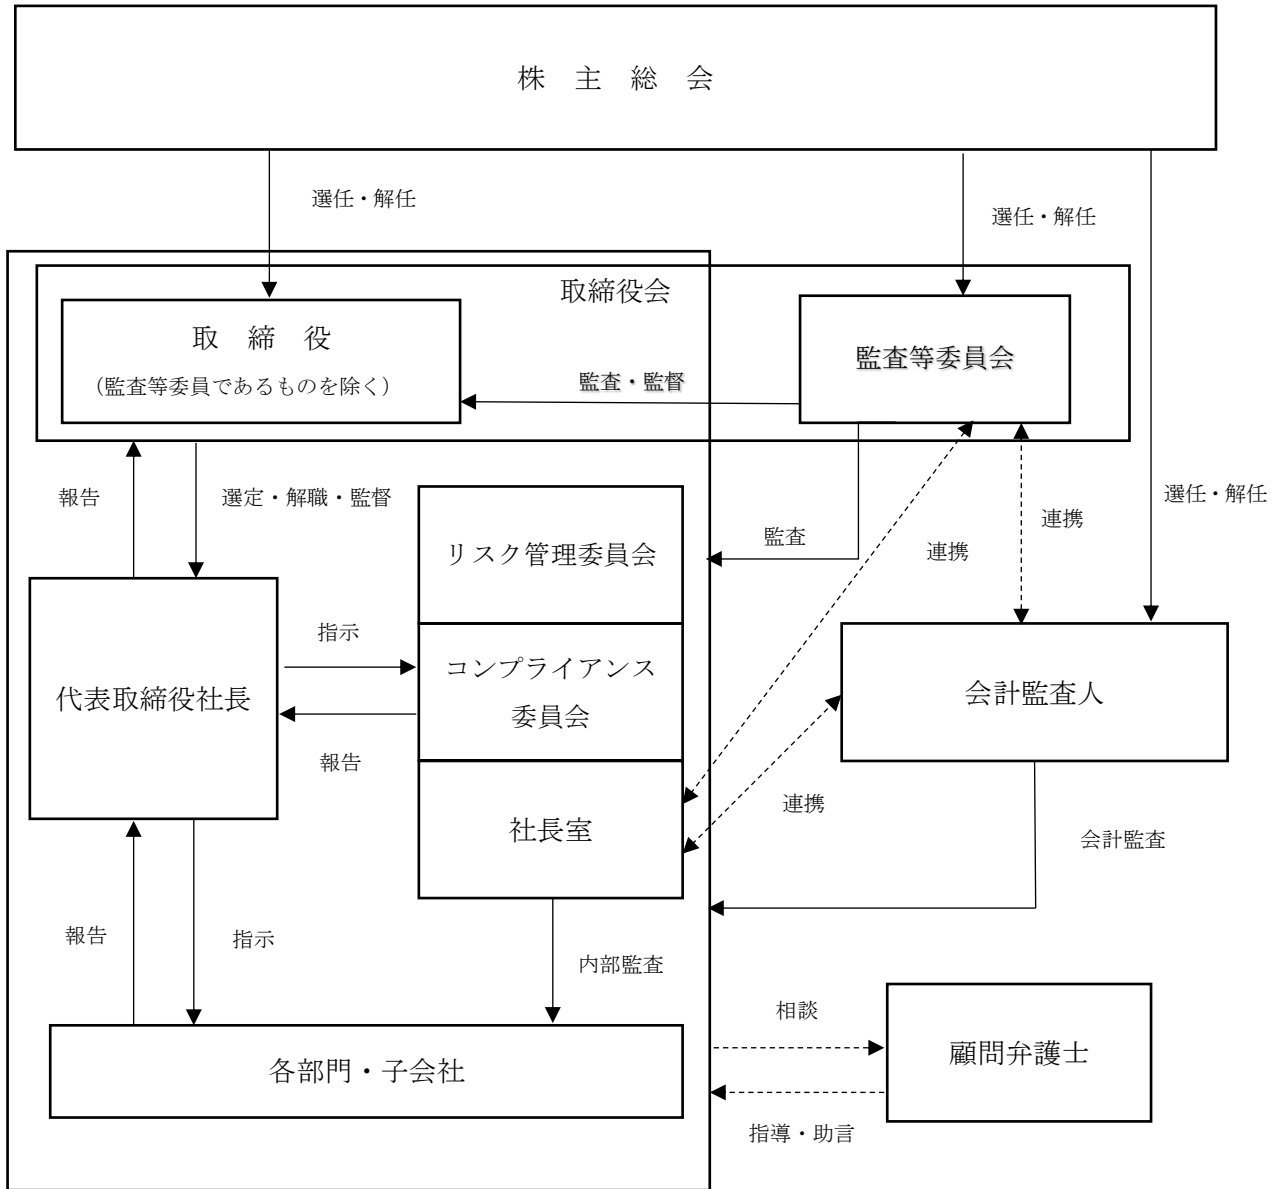 株　主　総　会
選任・解任
選任・解任
取締役会
取　締　役
（監査等委員であるものを除く）
監査・監督
監査等委員会
報告
選定・解職・監督
選任・解任
リスク管理委員会
監査
連携
連携
指示
コンプライアンス
委員会
代表取締役社長
会計監査人
報告
社長室
連携
会計監査
報告
指示
内部監査
相談
顧問弁護士
各部門・子会社
指導・助言